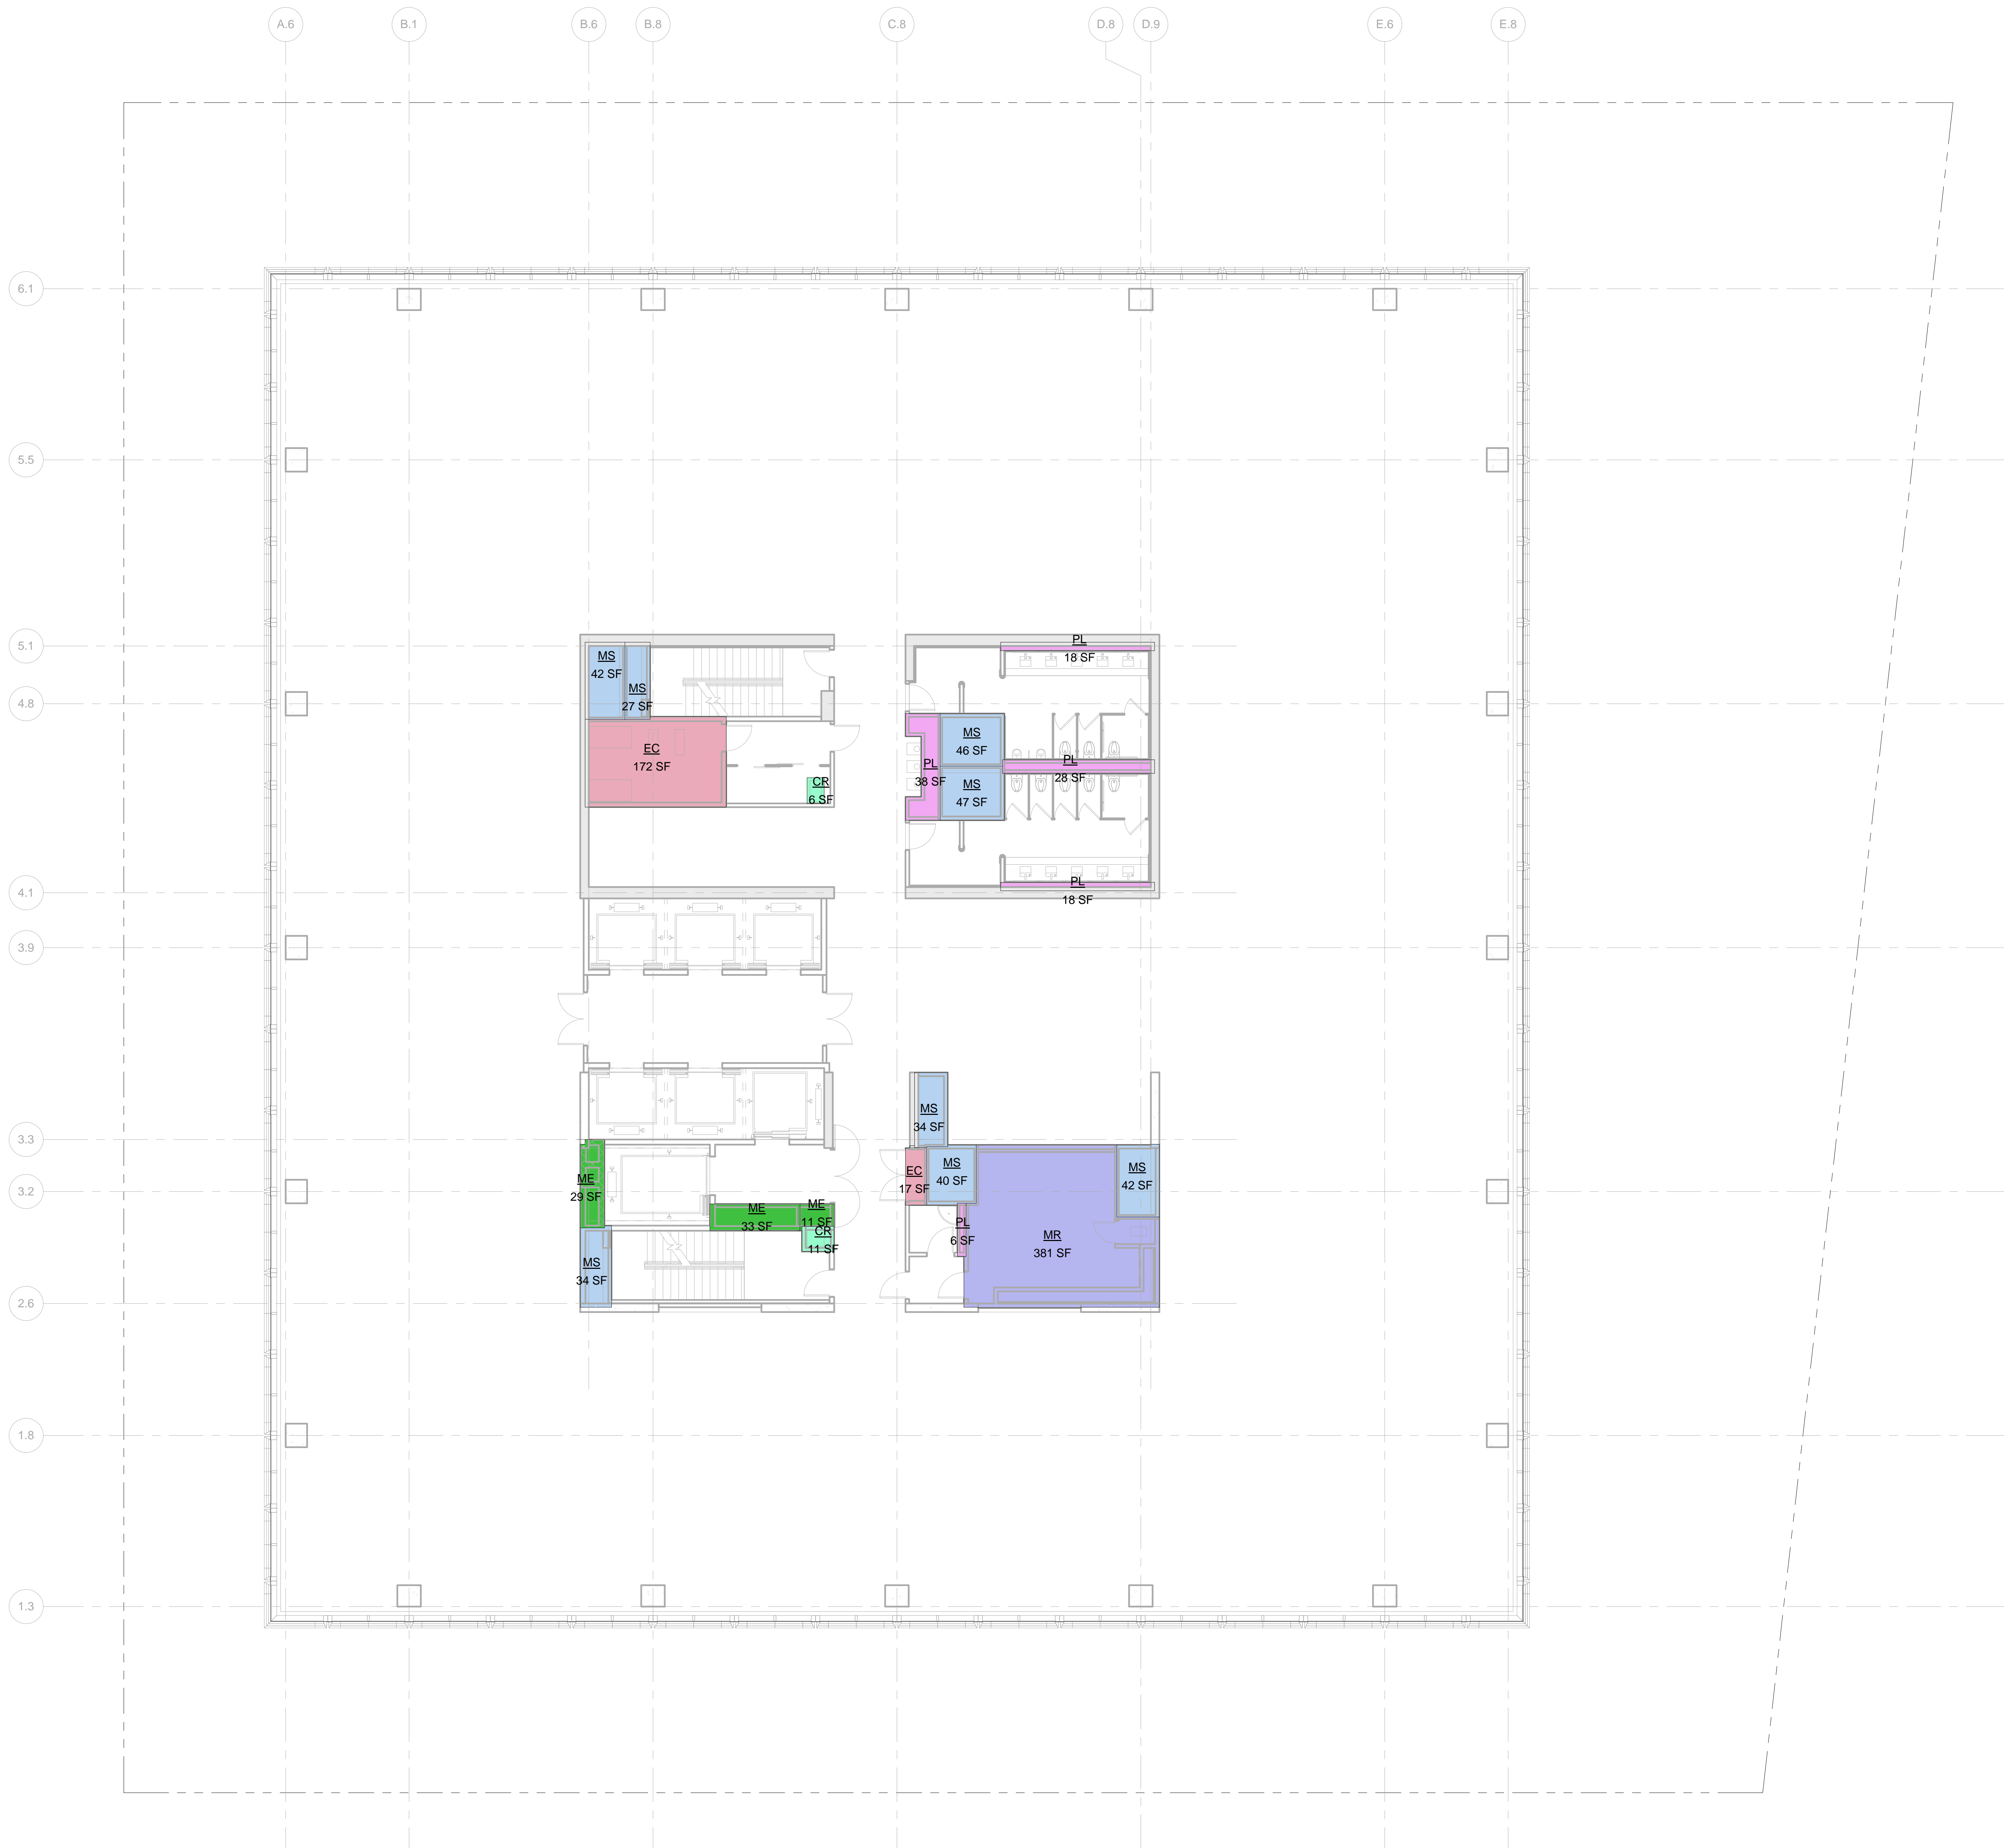 A.6
B.1
B.6
B.8
C.8
D.8
D.9
E.6
E.8
6.1
5.5
5.1
4.8
4.1
3.9
3.3
3.2
2.6
1.8
1.3
MS
42 SF
MS
27 SF
EC
172 SF
CR
6 SF
PL
18 SF
MS
46 SF
PL
38 SF
PL
28 SF
MS
47 SF
PL
18 SF
MS
34 SF
ME
29 SF
ME
33 SF
ME
11 SF
CR
11 SF
MS
34 SF
EC
17 SF
MS
40 SF
MS
42 SF
PL
6 SF
MR
381 SF